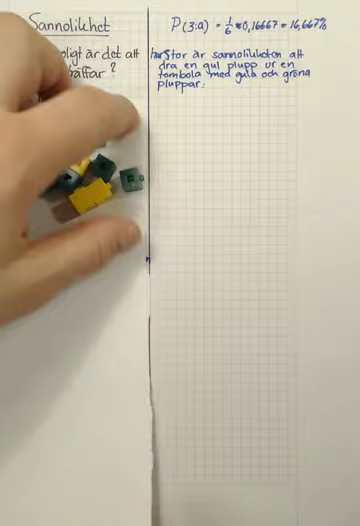 Sannolikhet
oligt är det att
träffar?
P(3:a) = 1/6 ≈ 0,16667 = 16,667%
hur stor är sannolikheten att
dra en gul plupp ur en
tombola med gula och gröna
pluppar: